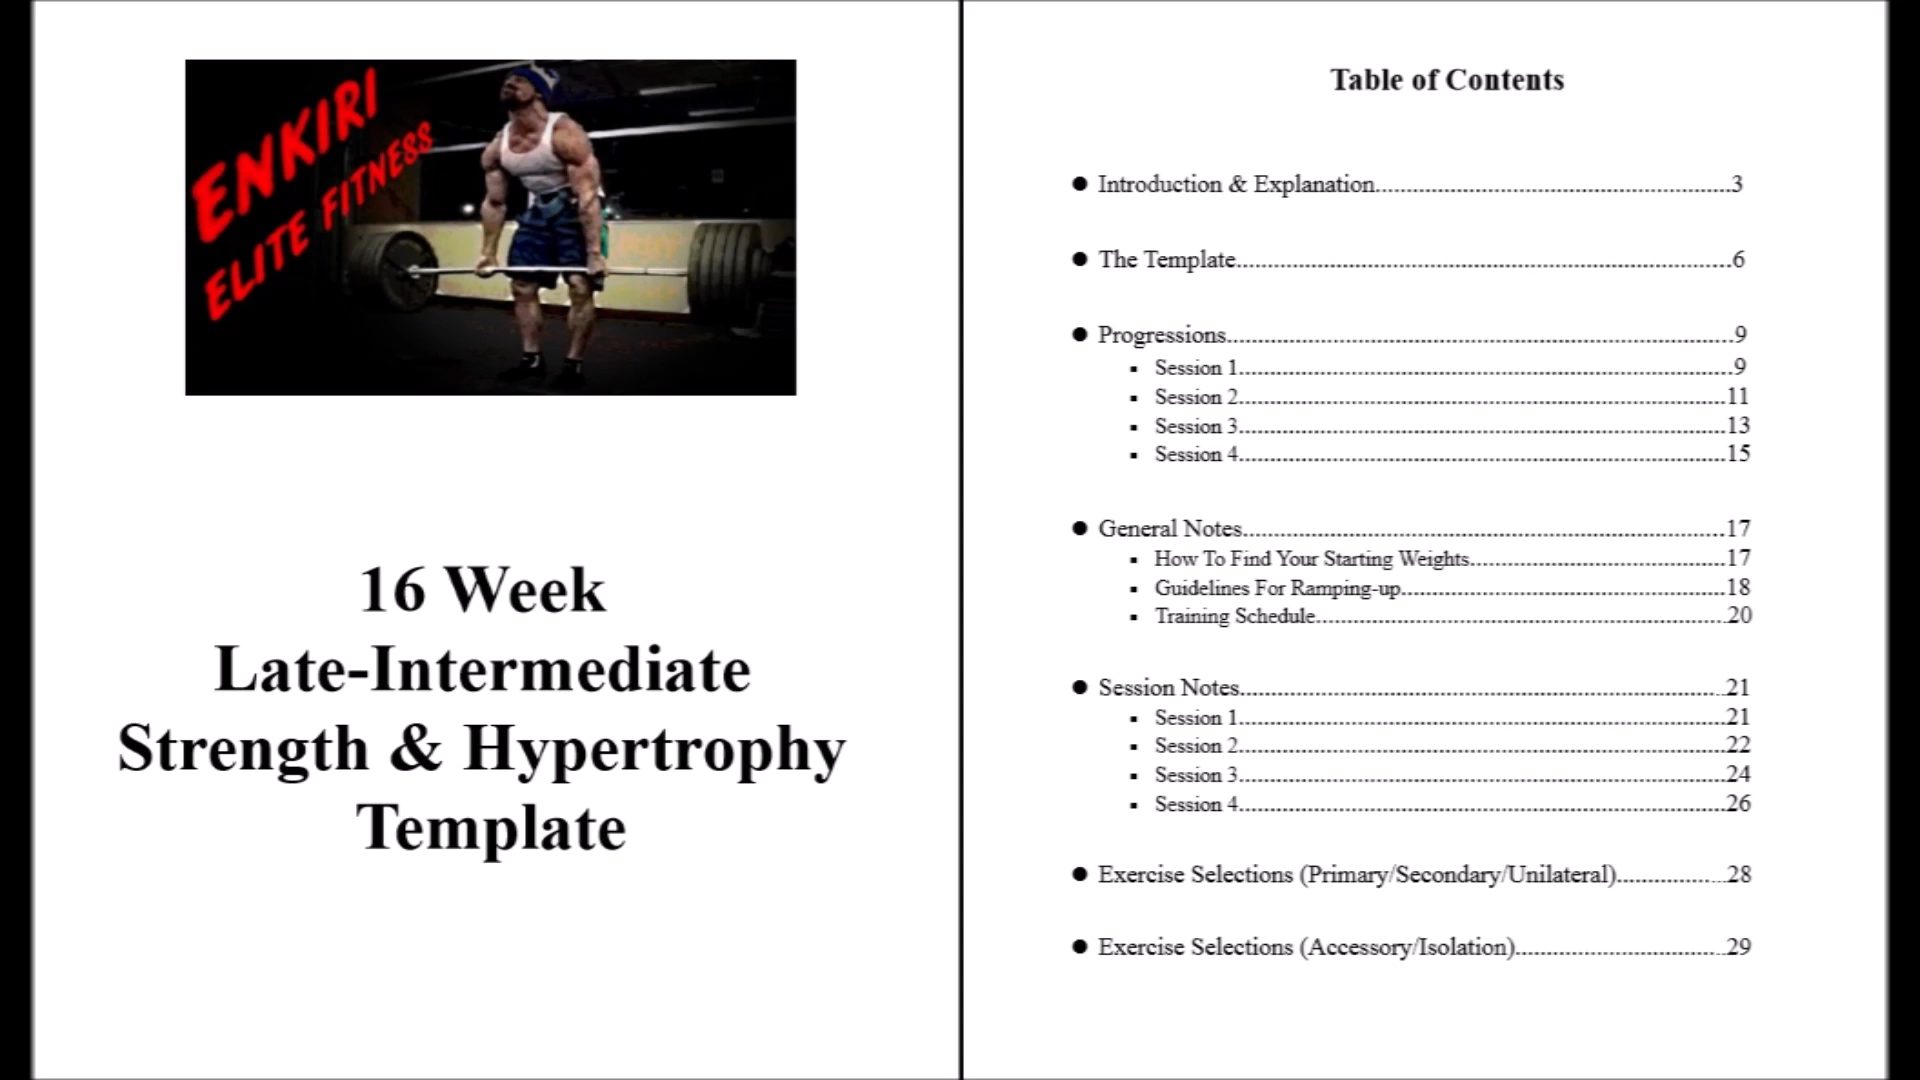 ENKIRI
ELITE FITNESS
16 Week
Late-Intermediate
Strength & Hypertrophy
Template
Table of Contents
● Introduction & Explanation..........3
● The Template..........6
● Progressions..........9
▪ Session 1..........9
▪ Session 2..........11
▪ Session 3..........13
▪ Session 4..........15
● General Notes..........17
▪ How To Find Your Starting Weights..........17
▪ Guidelines For Ramping-up..........18
▪ Training Schedule..........20
● Session Notes..........21
▪ Session 1..........21
▪ Session 2..........22
▪ Session 3..........24
▪ Session 4..........26
● Exercise Selections (Primary/Secondary/Unilateral)..........28
● Exercise Selections (Accessory/Isolation)..........29